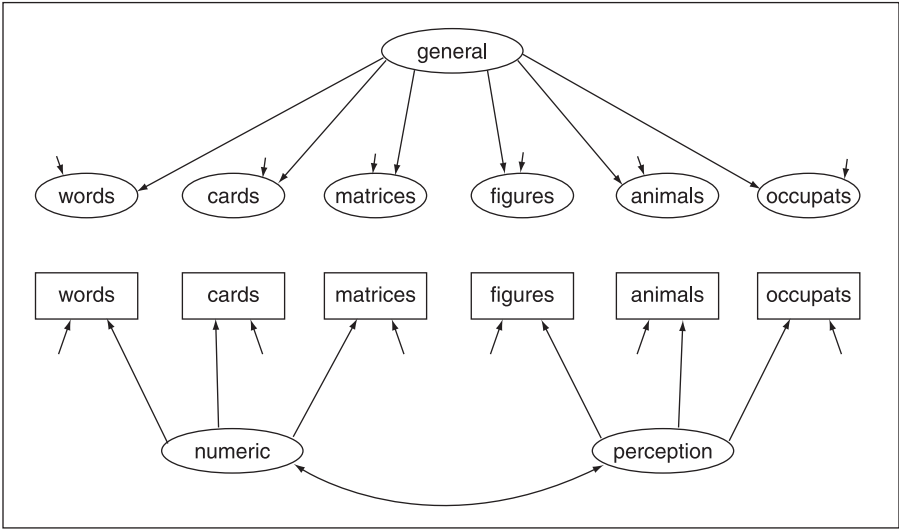 general
words cards matrices figures animals occupats
words cards matrices figures animals occupats
numeric perception